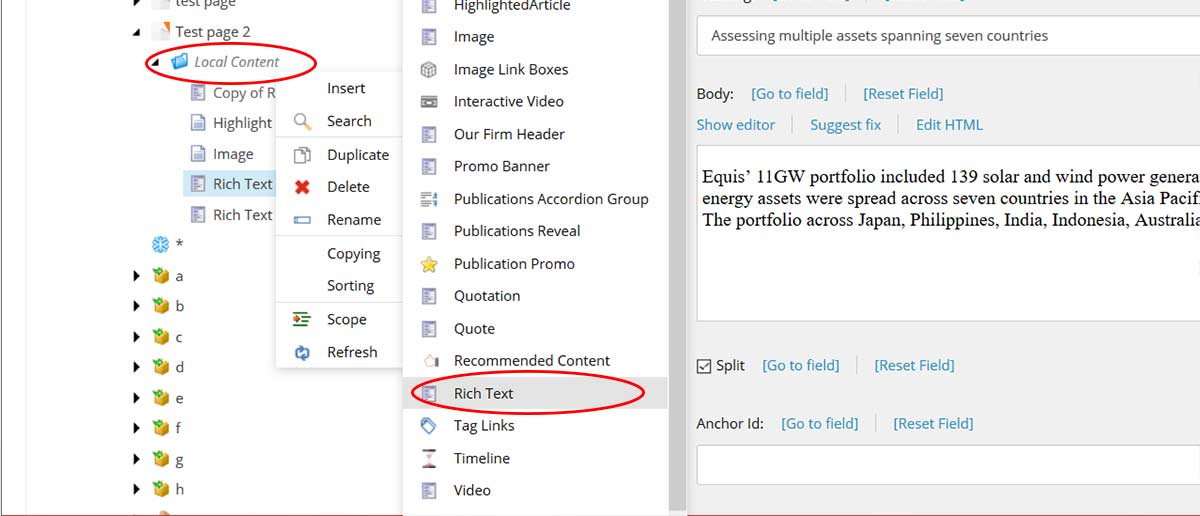 test page
Test page 2
Local Content
Copy of R
Highlight
Image
Rich Text
Rich Text
*
a
b
c
d
e
f
g
h
Insert
Search
Duplicate
Delete
Rename
Copying
Sorting
Scope
Refresh
HighlightedArticle
Image
Image Link Boxes
Interactive Video
Our Firm Header
Promo Banner
Publications Accordion Group
Publications Reveal
Publication Promo
Quotation
Quote
Recommended Content
Rich Text
Tag Links
Timeline
Video
Assessing multiple assets spanning seven countries
Body: [Go to field] [Reset Field]
Show editor Suggest fix Edit HTML
Equis’ 11GW portfolio included 139 solar and wind power genera
energy assets were spread across seven countries in the Asia Pacif
The portfolio across Japan, Philippines, India, Indonesia, Australia
Split [Go to field] [Reset Field]
Anchor Id: [Go to field] [Reset Field]